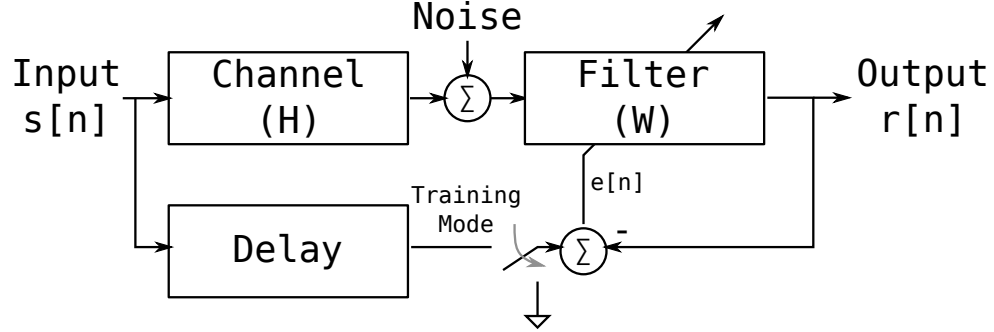 Noise
Input
s[n]
Channel
(H)
Σ
Filter
(W)
Output
r[n]
Training
Mode
e[n]
Delay
Σ
-